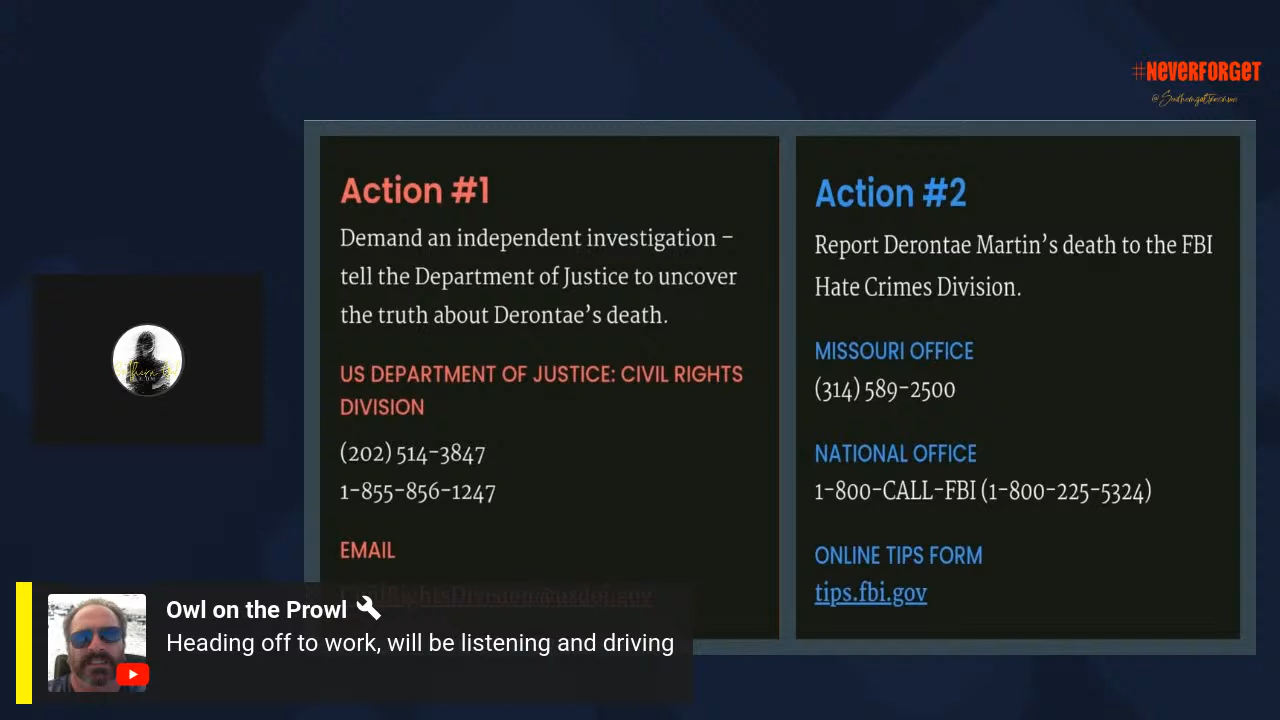 #NEVERFORGET
Action #1
Demand an independent investigation –
tell the Department of Justice to uncover
the truth about Derontae’s death.
US DEPARTMENT OF JUSTICE: CIVIL RIGHTS
DIVISION
(202) 514-3847
1-855-856-1247
EMAIL
CivilRightsDivision@usdoj.gov
Action #2
Report Derontae Martin’s death to the FBI
Hate Crimes Division.
MISSOURI OFFICE
(314) 589-2500
NATIONAL OFFICE
1-800-CALL-FBI (1-800-225-5324)
ONLINE TIPS FORM
tips.fbi.gov
Owl on the Prowl
Heading off to work, will be listening and driving